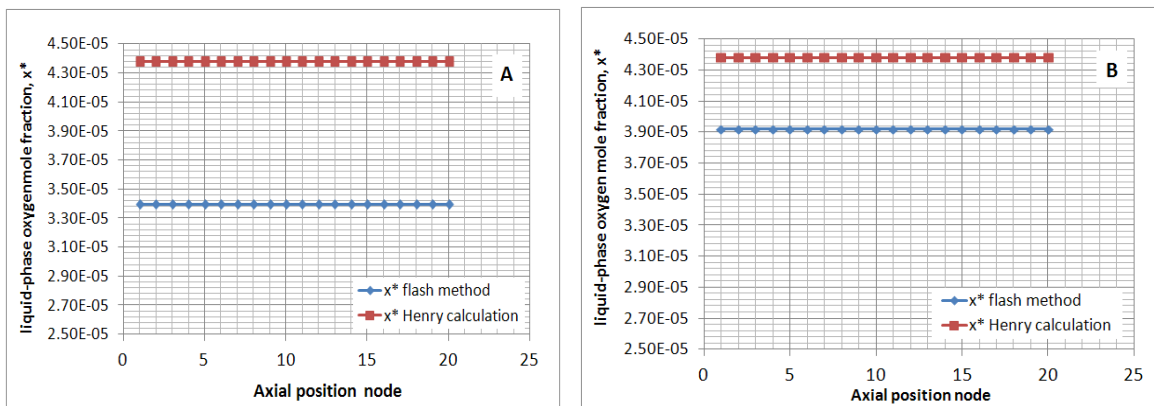 4.50E-05
4.30E-05
4.10E-05
3.90E-05
3.70E-05
3.50E-05
3.30E-05
3.10E-05
2.90E-05
2.70E-05
2.50E-05
liquid-phase oxygenmole fraction, x*
A
x* flash method
x* Henry calculation
0 5 10 15 20 25
Axial position node
4.50E-05
4.30E-05
4.10E-05
3.90E-05
3.70E-05
3.50E-05
3.30E-05
3.10E-05
2.90E-05
2.70E-05
2.50E-05
liquid-phase oxygen mole fraction, x*
B
x* flash method
x* Henry calculation
0 5 10 15 20 25
Axial position node